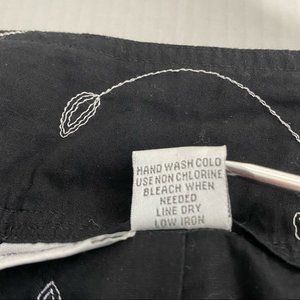 HAND WASH COLD
USE NON CHLORINE
BLEACH WHEN
NEEDED
LINE DRY
LOW IRON